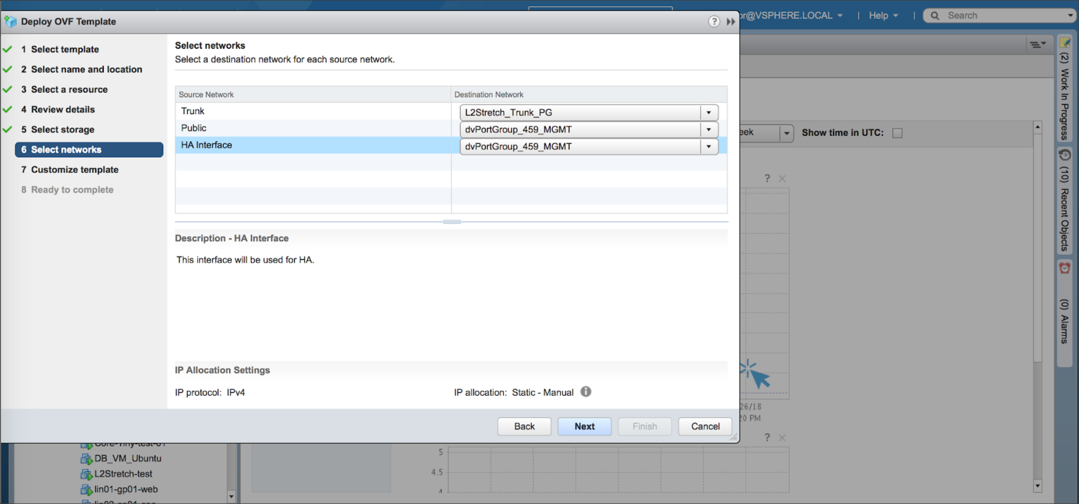 Deploy OVF Template
?
or@VSPHERE.LOCAL
Help
Search
1 Select template
2 Select name and location
3 Select a resource
4 Review details
5 Select storage
6 Select networks
7 Customize template
8 Ready to complete
Select networks
Select a destination network for each source network.
Source Network Destination Network
Trunk L2Stretch_Trunk_PG
Public dvPortGroup_459_MGMT
HA Interface dvPortGroup_459_MGMT
Description - HA Interface
This interface will be used for HA.
IP Allocation Settings
IP protocol: IPv4 IP allocation: Static - Manual
Back Next Finish Cancel
eek Show time in UTC:
?
26/18
20 PM
?
5
4.5
4
Core-Tiny-test-01
DB_VM_Ubuntu
L2Stretch-test
lin01-gp01-web
(2) Work In Progress
(10) Recent Objects
(0) Alarms